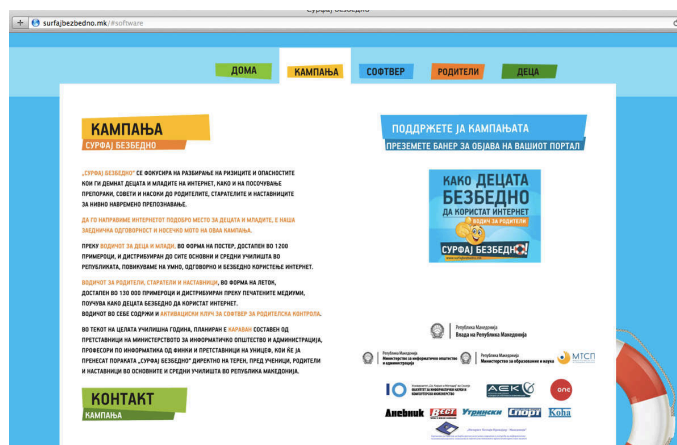 Сурфај безбедно
surfajbezbedno.mk/#software
ДОМА
КАМПАЊА
СОФТВЕР
РОДИТЕЛИ
ДЕЦА
КАМПАЊА
СУРФАЈ БЕЗБЕДНО
„СУРФАЈ БЕЗБЕДНО“ СЕ ФОКУСИРА НА РАЗБИРАЊЕ НА РИЗИЦИТЕ И ОПАСНОСТИТЕ
КОИ ГИ ДЕМНАТ ДЕЦАТА И МЛАДИТЕ НА ИНТЕРНЕТ, КАКО И НА ПОСОЧУВАЊЕ
ПРЕПОРАКИ, СОВЕТИ И НАСОКИ ДО РОДИТЕЛИТЕ, СТАРАТЕЛИТЕ И НАСТАВНИЦИТЕ
ЗА НИВНО НАВРЕМЕНО ПРЕПОЗНАВАЊЕ.
ДА ГО НАПРАВИМЕ ИНТЕРНЕТОТ ПОДОБРО МЕСТО ЗА ДЕЦАТА И МЛАДИТЕ, Е НАША
ЗАЕДНИЧКА ОДГОВОРНОСТ И НОСЕЧКО МОТО НА ОВАА КАМПАЊА.
ПРЕКУ ВОДИЧОТ ЗА ДЕЦА И МЛАДИ, ВО ФОРМА НА ПОСТЕР, ДОСТАПЕН ВО 1200
ПРИМЕРОЦИ, И ДИСТРИБУИРАН ДО СИТЕ ОСНОВНИ И СРЕДНИ УЧИЛИШТА ВО
РЕПУБЛИКАТА, ПОВИКУВАМЕ НА УМНО, ОДГОВОРНО И БЕЗБЕДНО КОРИСТЕЊЕ ИНТЕРНЕТ.
ВОДИЧОТ ЗА РОДИТЕЛИ, СТАРАТЕЛИ И НАСТАВНИЦИ, ВО ФОРМА НА ЛЕТОК,
ДОСТАПЕН ВО 130 000 ПРИМЕРОЦИ И ДИСТРИБУИРАН ПРЕКУ ПЕЧАТЕНИТЕ МЕДИУМИ,
ПОУЧУВА КАКО ДЕЦАТА БЕЗБЕДНО ДА КОРИСТАТ ИНТЕРНЕТ.
ВОДИЧОТ ВО СЕБЕ СОДРЖИ И АКТИВАЦИСКИ КЛУЧ ЗА СОФТВЕР ЗА РОДИТЕЛСКА КОНТРОЛА.
ВО ТЕКОТ НА ЦЕЛАТА УЧИЛИШНА ГОДИНА, ПЛАНИРАН Е КАРАВАН СОСТАВЕН ОД
ПРЕТСТАВНИЦИ НА МИНИСТЕРСТВОТО ЗА ИНФОРМАТИЧКО ОПШТЕСТВО И АДМИНИСТРАЦИЈА,
ПРОФЕСОРИ ПО ИНФОРМАТИКА ОД ФИНКИ И ПРЕТСТАВНИЦИ НА УНИЦЕФ, КОИ ЌЕ ЈА
ПРЕНЕСАТ ПОРАКАТА „СУРФАЈ БЕЗБЕДНО“ ДИРЕКТНО НА ТЕРЕН, ПРЕД УЧЕНИЦИ, РОДИТЕЛИ
И НАСТАВНИЦИ ВО ОСНОВНИТЕ И СРЕДНИ УЧИЛИШТА ВО РЕПУБЛИКА МАКЕДОНИЈА.
КОНТАКТ
КАМПАЊА
ПОДДРЖЕТЕ ЈА КАМПАЊАТА
ПРЕЗЕМЕТЕ БАНЕР ЗА ОБЈАВА НА ВАШИОТ ПОРТАЛ
КАКО ДЕЦАТА
БЕЗБЕДНО
ДА КОРИСТАТ ИНТЕРНЕТ
ВОДИЧ ЗА РОДИТЕЛИ
СУРФАЈ БЕЗБЕДНО!
Република Македонија
Влада на Република Македонија
Република Македонија
Министерство за информатичко општество
и администрација
Република Македонија
Министерство за образование и наука
МТСП
ФАКУЛТЕТ ЗА ИНФОРМАТИЧКИ НАУКИ И
КОМПЈУТЕРСКО ИНЖЕНЕРСТВО
АЕК
one
Дневник
ВЕСТ
Утрински
Спорт
Koha